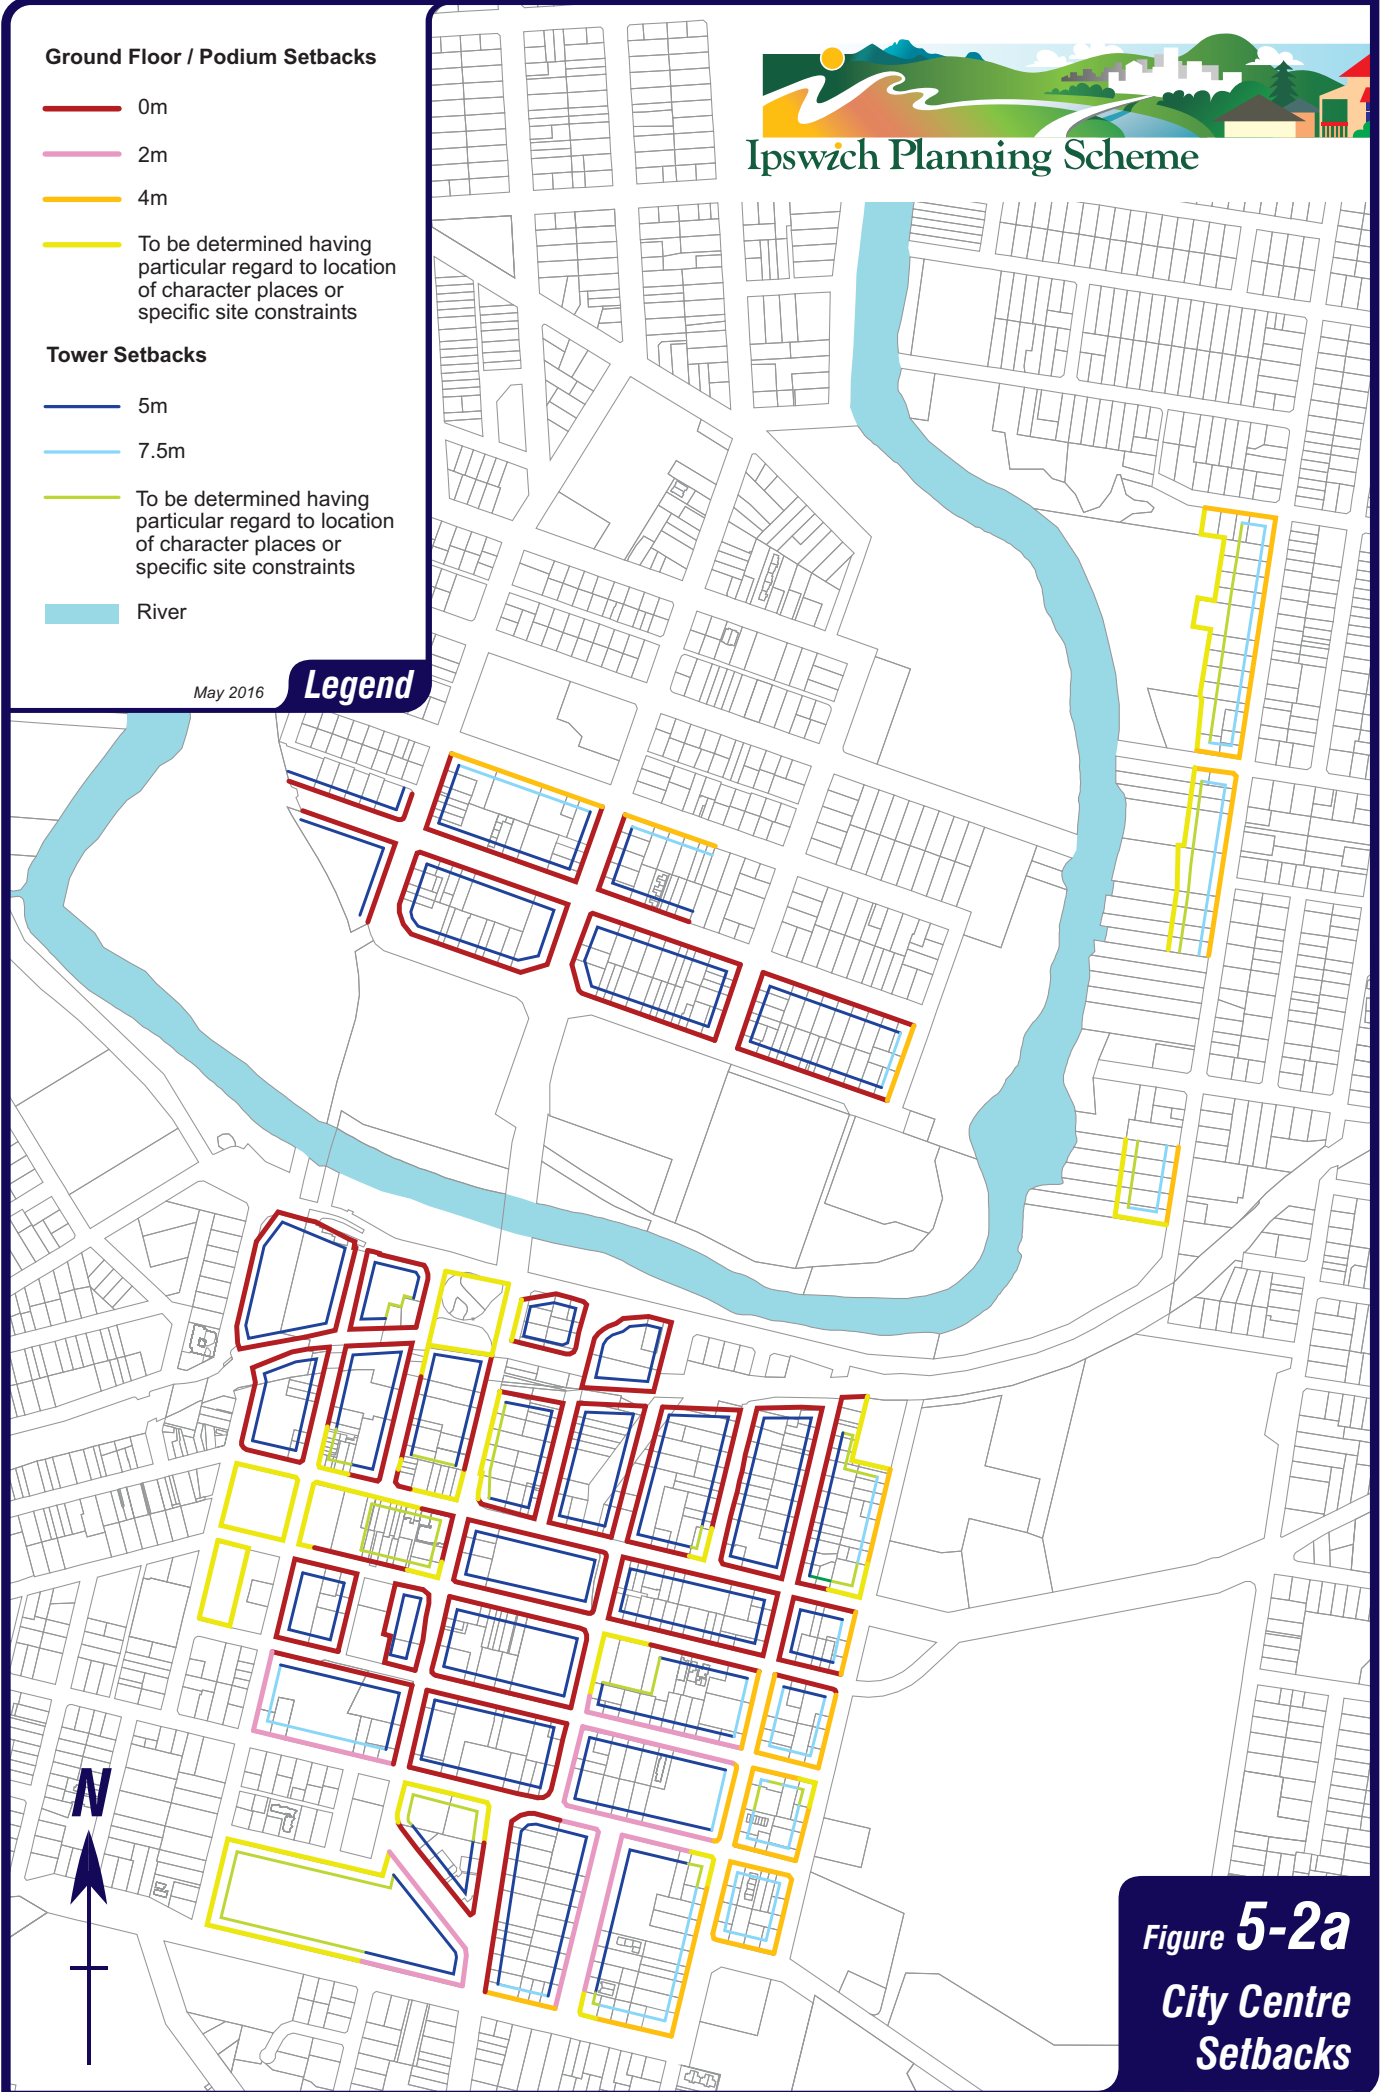 Ground Floor / Podium Setbacks
0m
2m
4m
To be determined having
particular regard to location
of character places or
specific site constraints
Tower Setbacks
5m
7.5m
To be determined having
particular regard to location
of character places or
specific site constraints
River
May 2016
Legend
Ipswich Planning Scheme
N
Figure 5-2a
City Centre
Setbacks